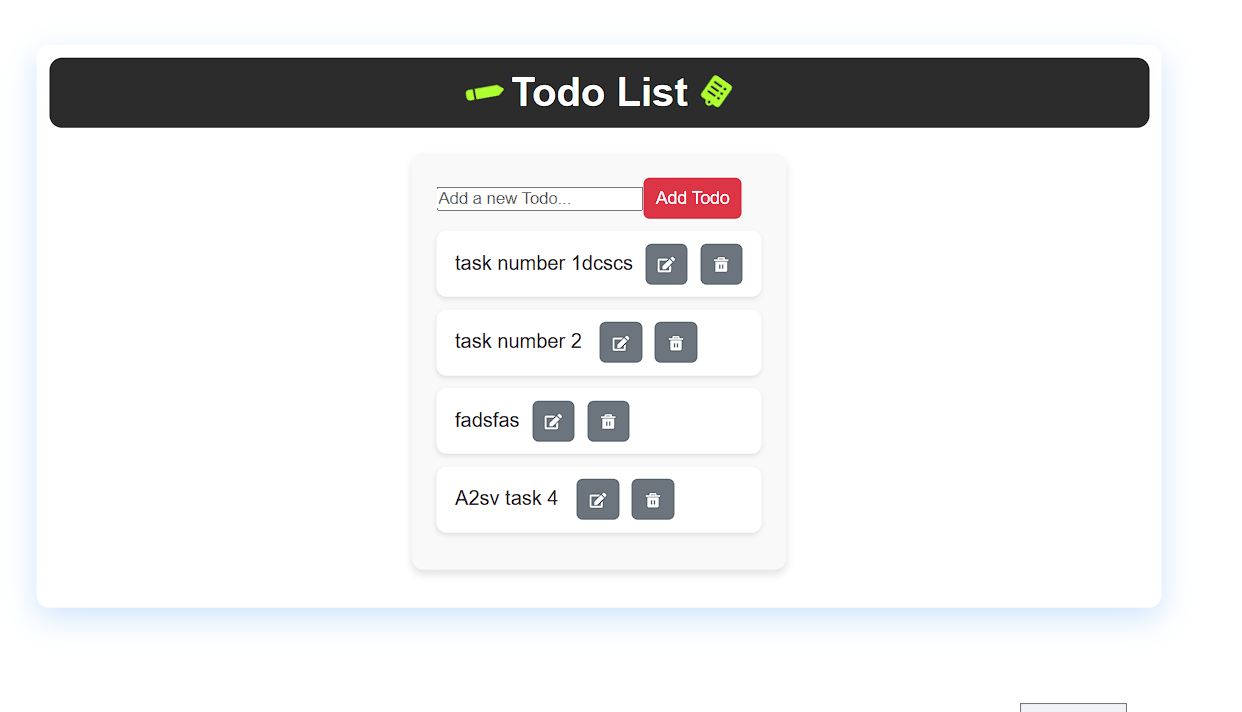 Todo List
Add a new Todo... Add Todo
task number 1dcscs
task number 2
fadsfas
A2sv task 4